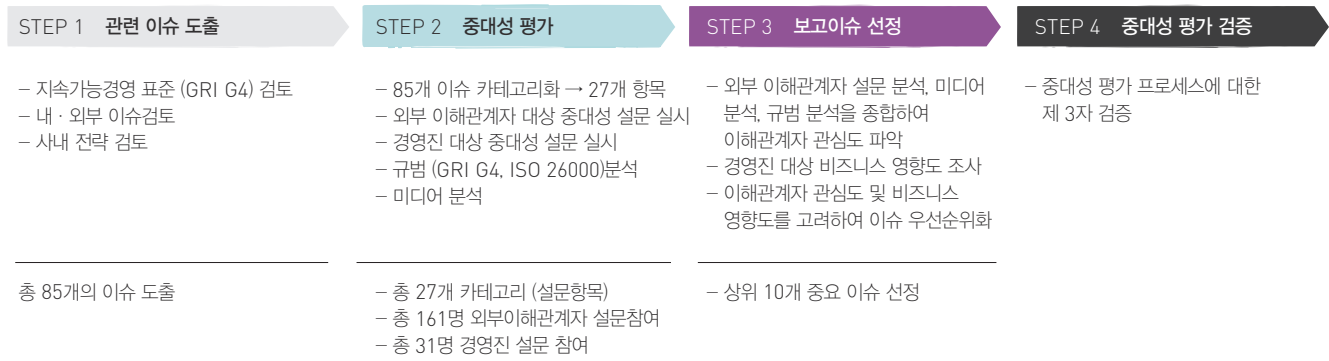 STEP 1 관련 이슈 도출
– 지속가능경영 표준 (GRI G4) 검토
– 내 · 외부 이슈검토
– 사내 전략 검토
총 85개의 이슈 도출
STEP 2 중대성 평가
– 85개 이슈 카테고리화 → 27개 항목
– 외부 이해관계자 대상 중대성 설문 실시
– 경영진 대상 중대성 설문 실시
– 규범 (GRI G4, ISO 26000)분석
– 미디어 분석
– 총 27개 카테고리 (설문항목)
– 총 161명 외부이해관계자 설문참여
– 총 31명 경영진 설문 참여
STEP 3 보고이슈 선정
– 외부 이해관계자 설문 분석, 미디어
분석, 규범 분석을 종합하여
이해관계자 관심도 파악
– 경영진 대상 비즈니스 영향도 조사
– 이해관계자 관심도 및 비즈니스
영향도를 고려하여 이슈 우선순위화
– 상위 10개 중요 이슈 선정
STEP 4 중대성 평가 검증
– 중대성 평가 프로세스에 대한
제 3자 검증